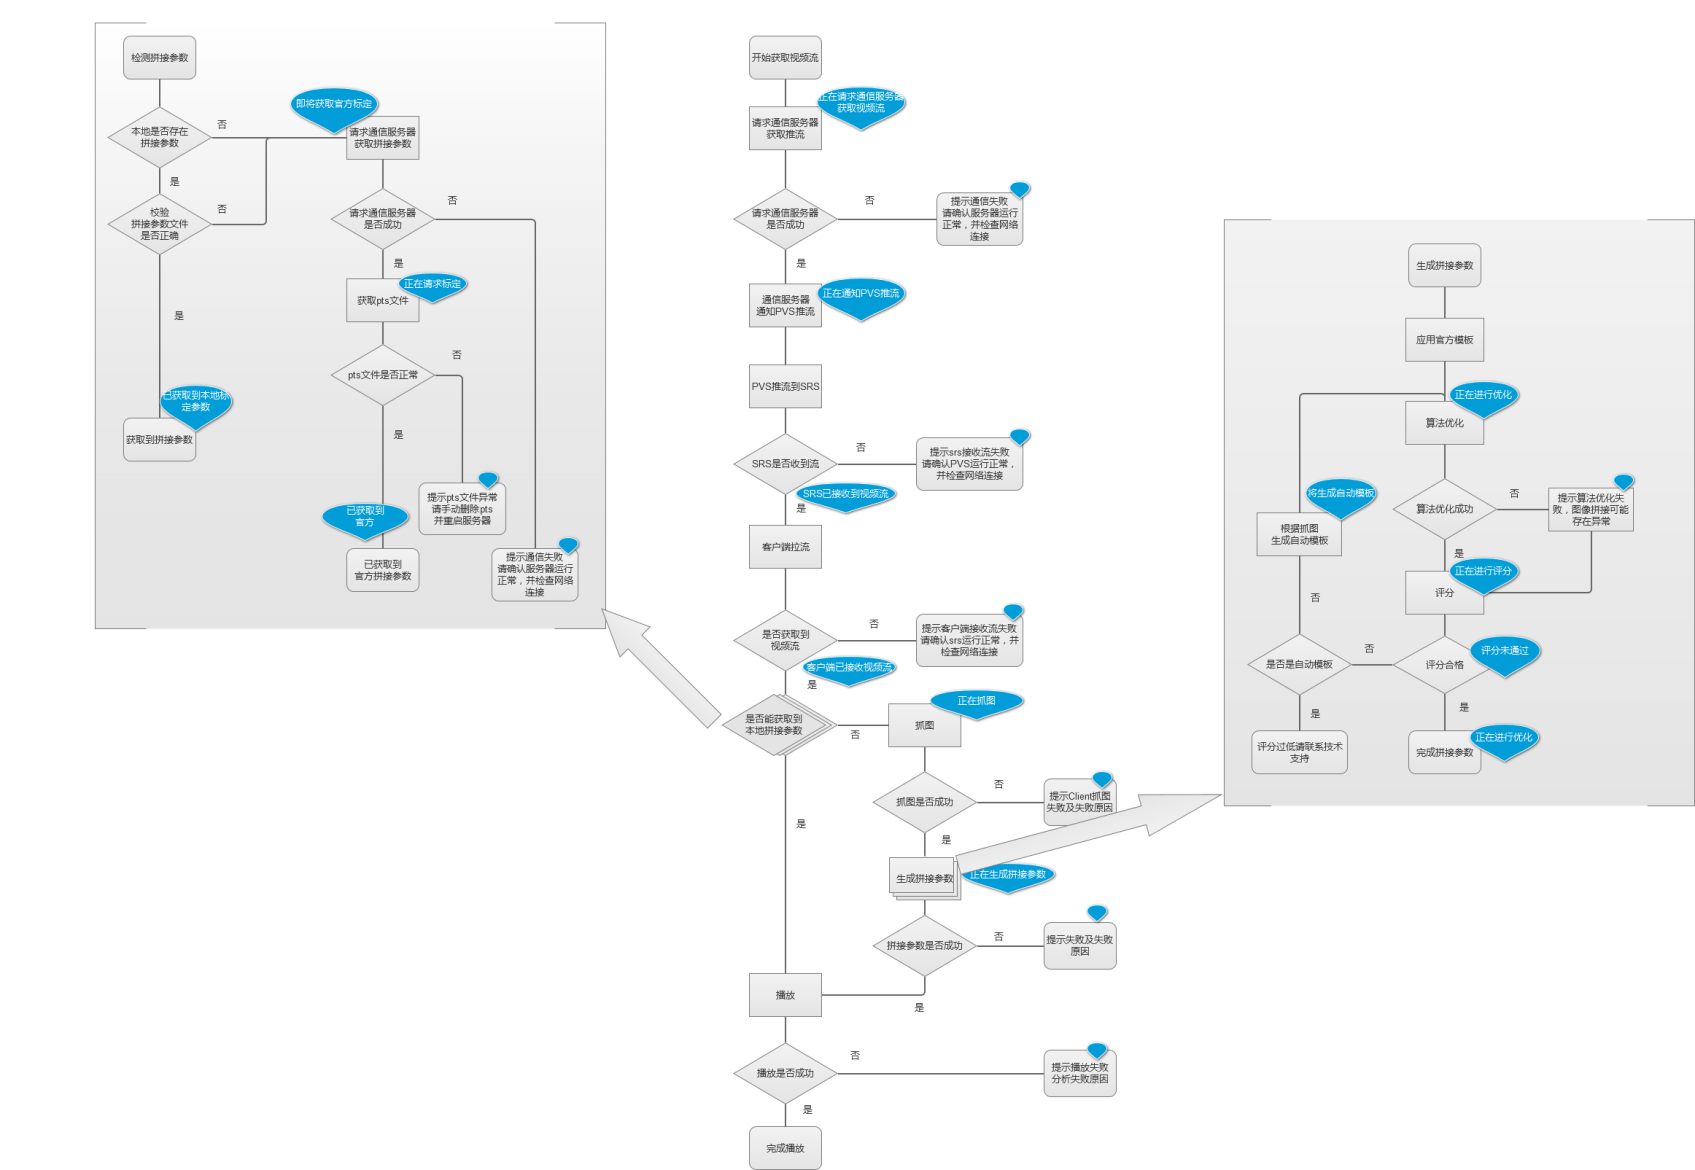 检测拼接参数
本地是否存在
拼接参数
否
是
校验
拼接参数文件
是否正确
否
是
已获取到本地标
定参数
获取到拼接参数
即将获取官方标定
请求通信服务器
获取拼接参数
请求通信服务器
是否成功
否
是
正在请求标定
获取pts文件
pts文件是否正常
否
是
提示pts文件异常
请手动删除pts
并重启服务器
已获取到
官方
已获取到
官方拼接参数
提示通信失败
请确认服务器运行
正常，并检查网络
连接
开始获取视频流
正在请求通信服务器
获取视频流
请求通信服务器
获取推流
请求通信服务器
是否成功
否
提示通信失败
请确认服务器运行
正常，并检查网络
连接
是
通信服务器
通知PVS推流
正在通知PVS推流
PVS推流到SRS
SRS是否收到流
否
提示srs接收流失败
请确认PVS运行正常，
并检查网络连接
SRS已接收到视频流
是
客户端拉流
是否获取到
视频流
否
提示客户端接收流失败
请确认srs运行正常，并
检查网络连接
客户端已接收视频流
是
是否能获取到
本地拼接参数
否
正在抓图
抓图
抓图是否成功
否
提示Client抓图
失败及失败原因
是
是
生成拼接参数
正在生成拼接参数
拼接参数是否成功
否
提示失败及失败
原因
是
播放
播放是否成功
否
提示播放失败
分析失败原因
是
完成播放
生成拼接参数
应用官方模板
正在进行优化
算法优化
将生成自动模板
根据抓图
生成自动模板
算法优化成功
否
提示算法优化失
败，图像拼接可能
存在异常
是
正在进行评分
评分
否
是否是自动模板
否
评分合格
评分未通过
是
是
评分过低请联系技术
支持
完成拼接参数
正在进行优化